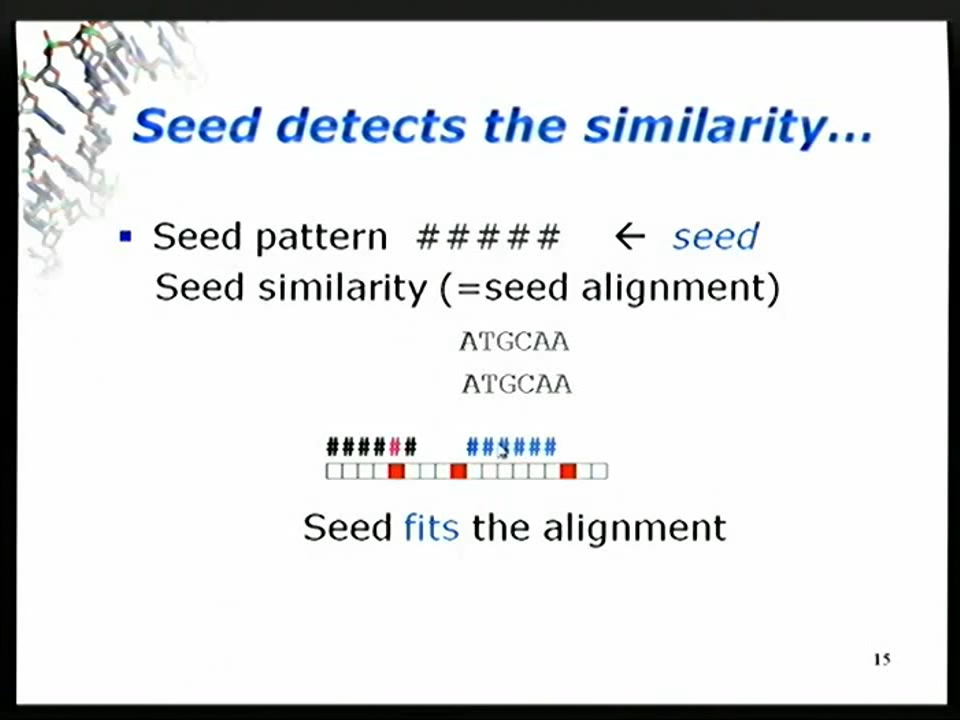 Seed detects the similarity...
▪ Seed pattern ##### ← seed
Seed similarity (=seed alignment)
ATGCAA
ATGCAA
###### ######
Seed fits the alignment
15